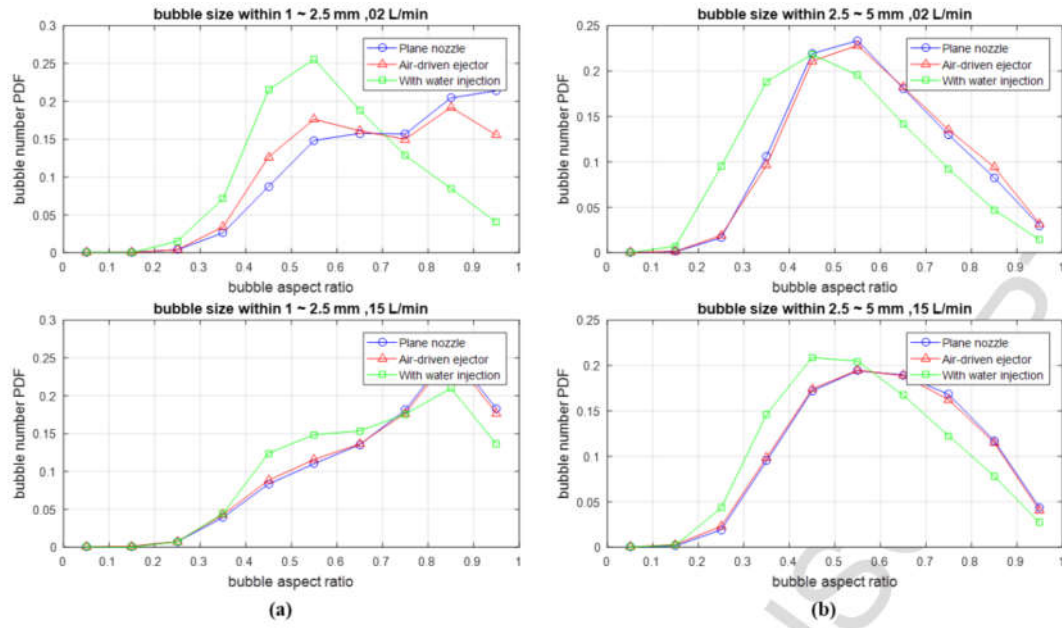 bubble size within 1 ~ 2.5 mm ,02 L/min
0.3
0.25
0.2
0.15
0.1
0.05
0
bubble number PDF
Plane nozzle
Air-driven ejector
With water injection
0 0.1 0.2 0.3 0.4 0.5 0.6 0.7 0.8 0.9 1
bubble aspect ratio
bubble size within 2.5 ~ 5 mm ,02 L/min
0.25
0.2
0.15
0.1
0.05
0
bubble number PDF
Plane nozzle
Air-driven ejector
With water injection
0 0.1 0.2 0.3 0.4 0.5 0.6 0.7 0.8 0.9 1
bubble aspect ratio
bubble size within 1 ~ 2.5 mm ,15 L/min
0.3
0.25
0.2
0.15
0.1
0.05
0
bubble number PDF
Plane nozzle
Air-driven ejector
With water injection
0 0.1 0.2 0.3 0.4 0.5 0.6 0.7 0.8 0.9 1
bubble aspect ratio
(a)
bubble size within 2.5 ~ 5 mm ,15 L/min
0.25
0.2
0.15
0.1
0.05
0
bubble number PDF
Plane nozzle
Air-driven ejector
With water injection
0 0.1 0.2 0.3 0.4 0.5 0.6 0.7 0.8 0.9 1
bubble aspect ratio
(b)